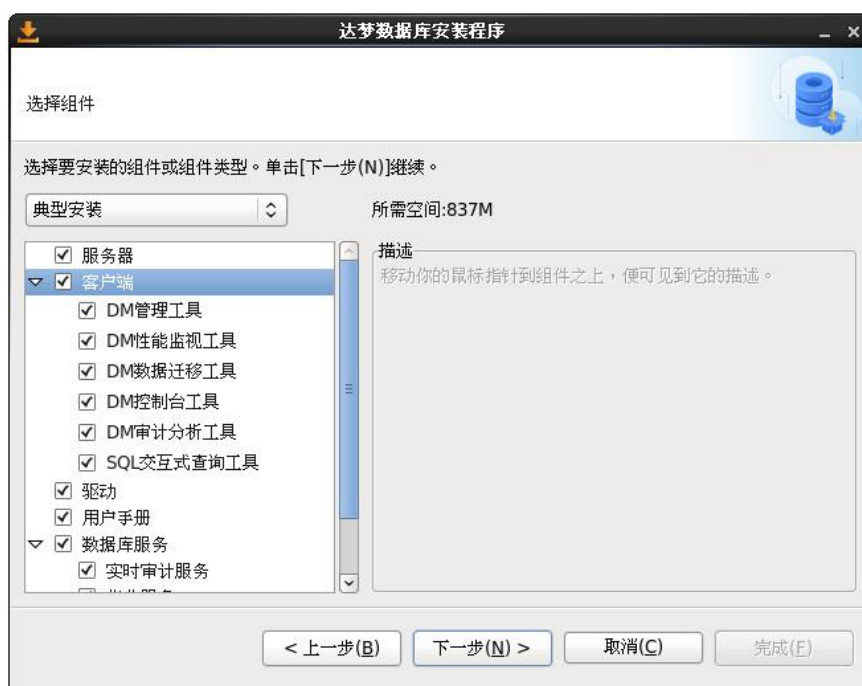 达梦数据库安装程序
选择组件
选择要安装的组件或组件类型。单击[下一步(N)]继续。
典型安装
所需空间:837M
服务器
客户端
DM管理工具
DM性能监视工具
DM数据迁移工具
DM控制台工具
DM审计分析工具
SQL交互式查询工具
驱动
用户手册
数据库服务
实时审计服务
描述
移动你的鼠标指针到组件之上,便可见到它的描述。
< 上一步(B)
下一步(N) >
取消(C)
完成(F)